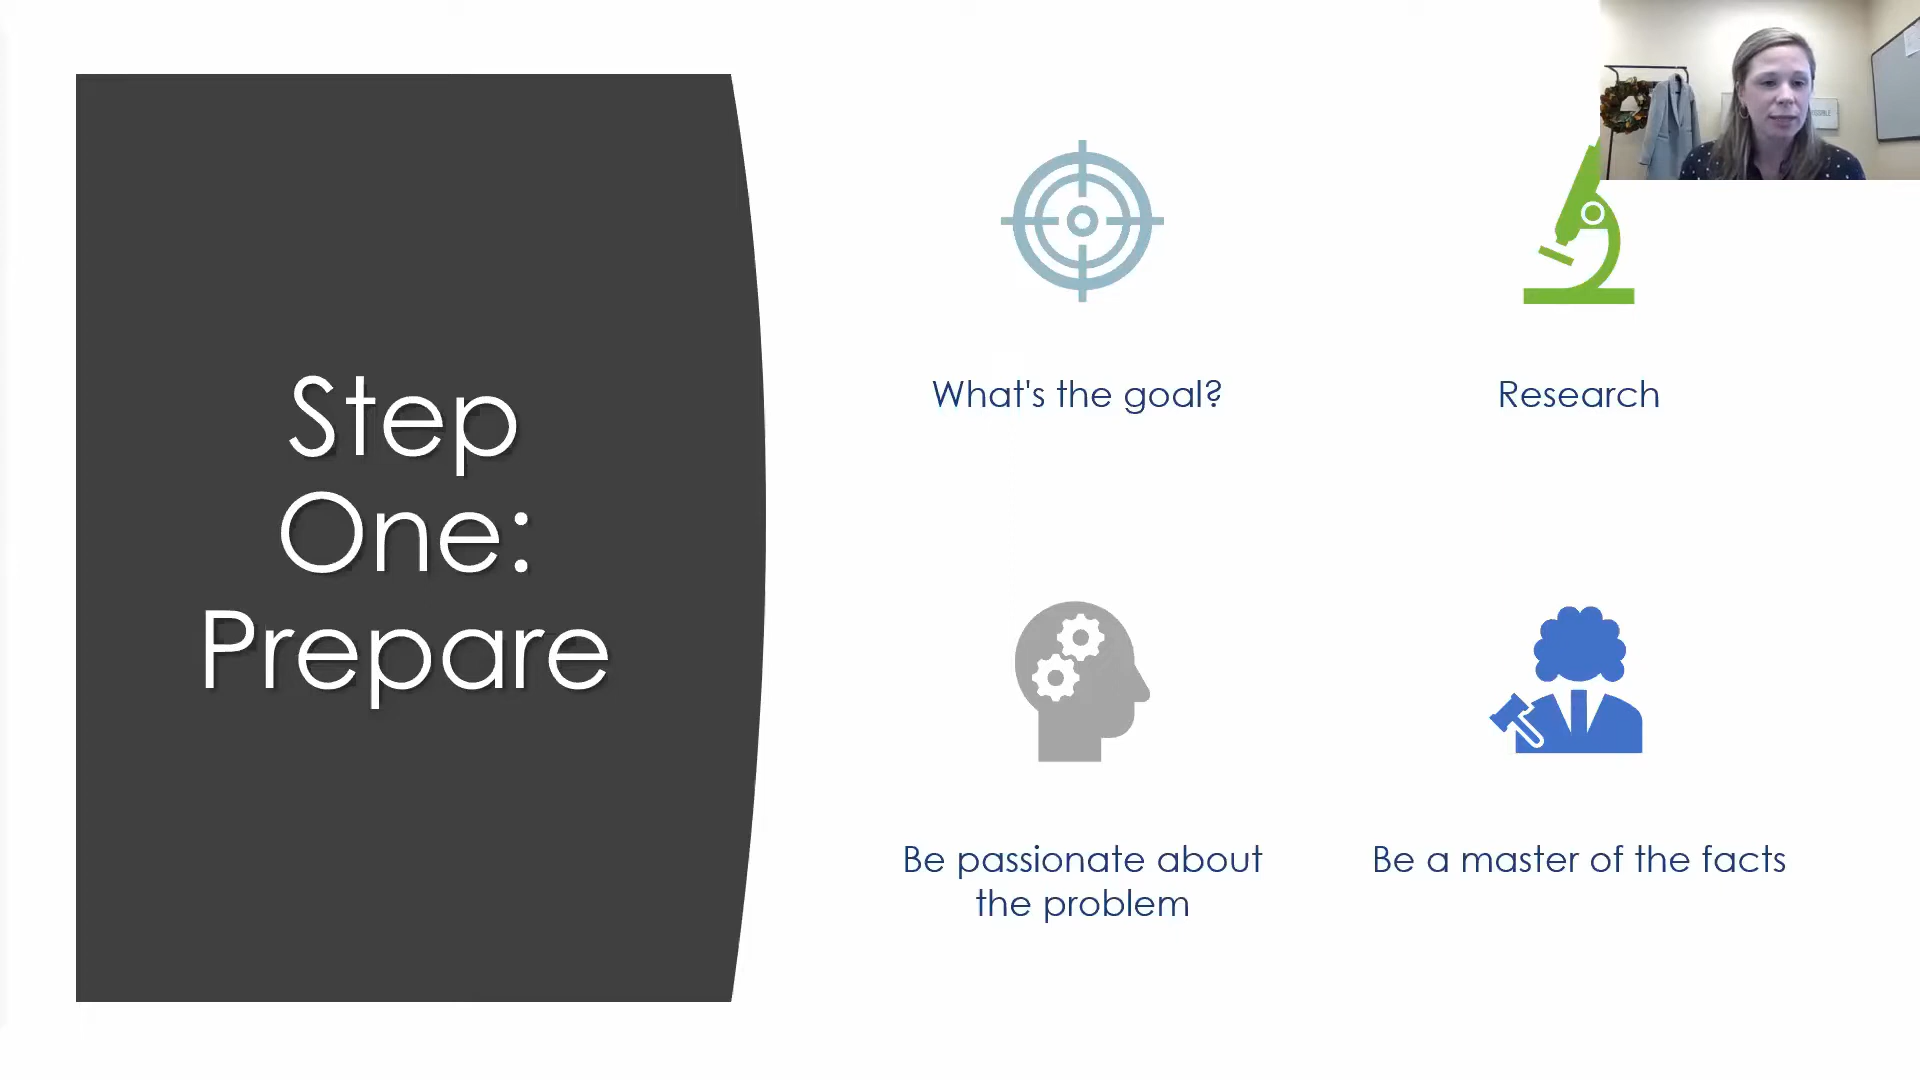 Step
One:
Prepare
What's the goal?
Research
Be passionate about
the problem
Be a master of the facts